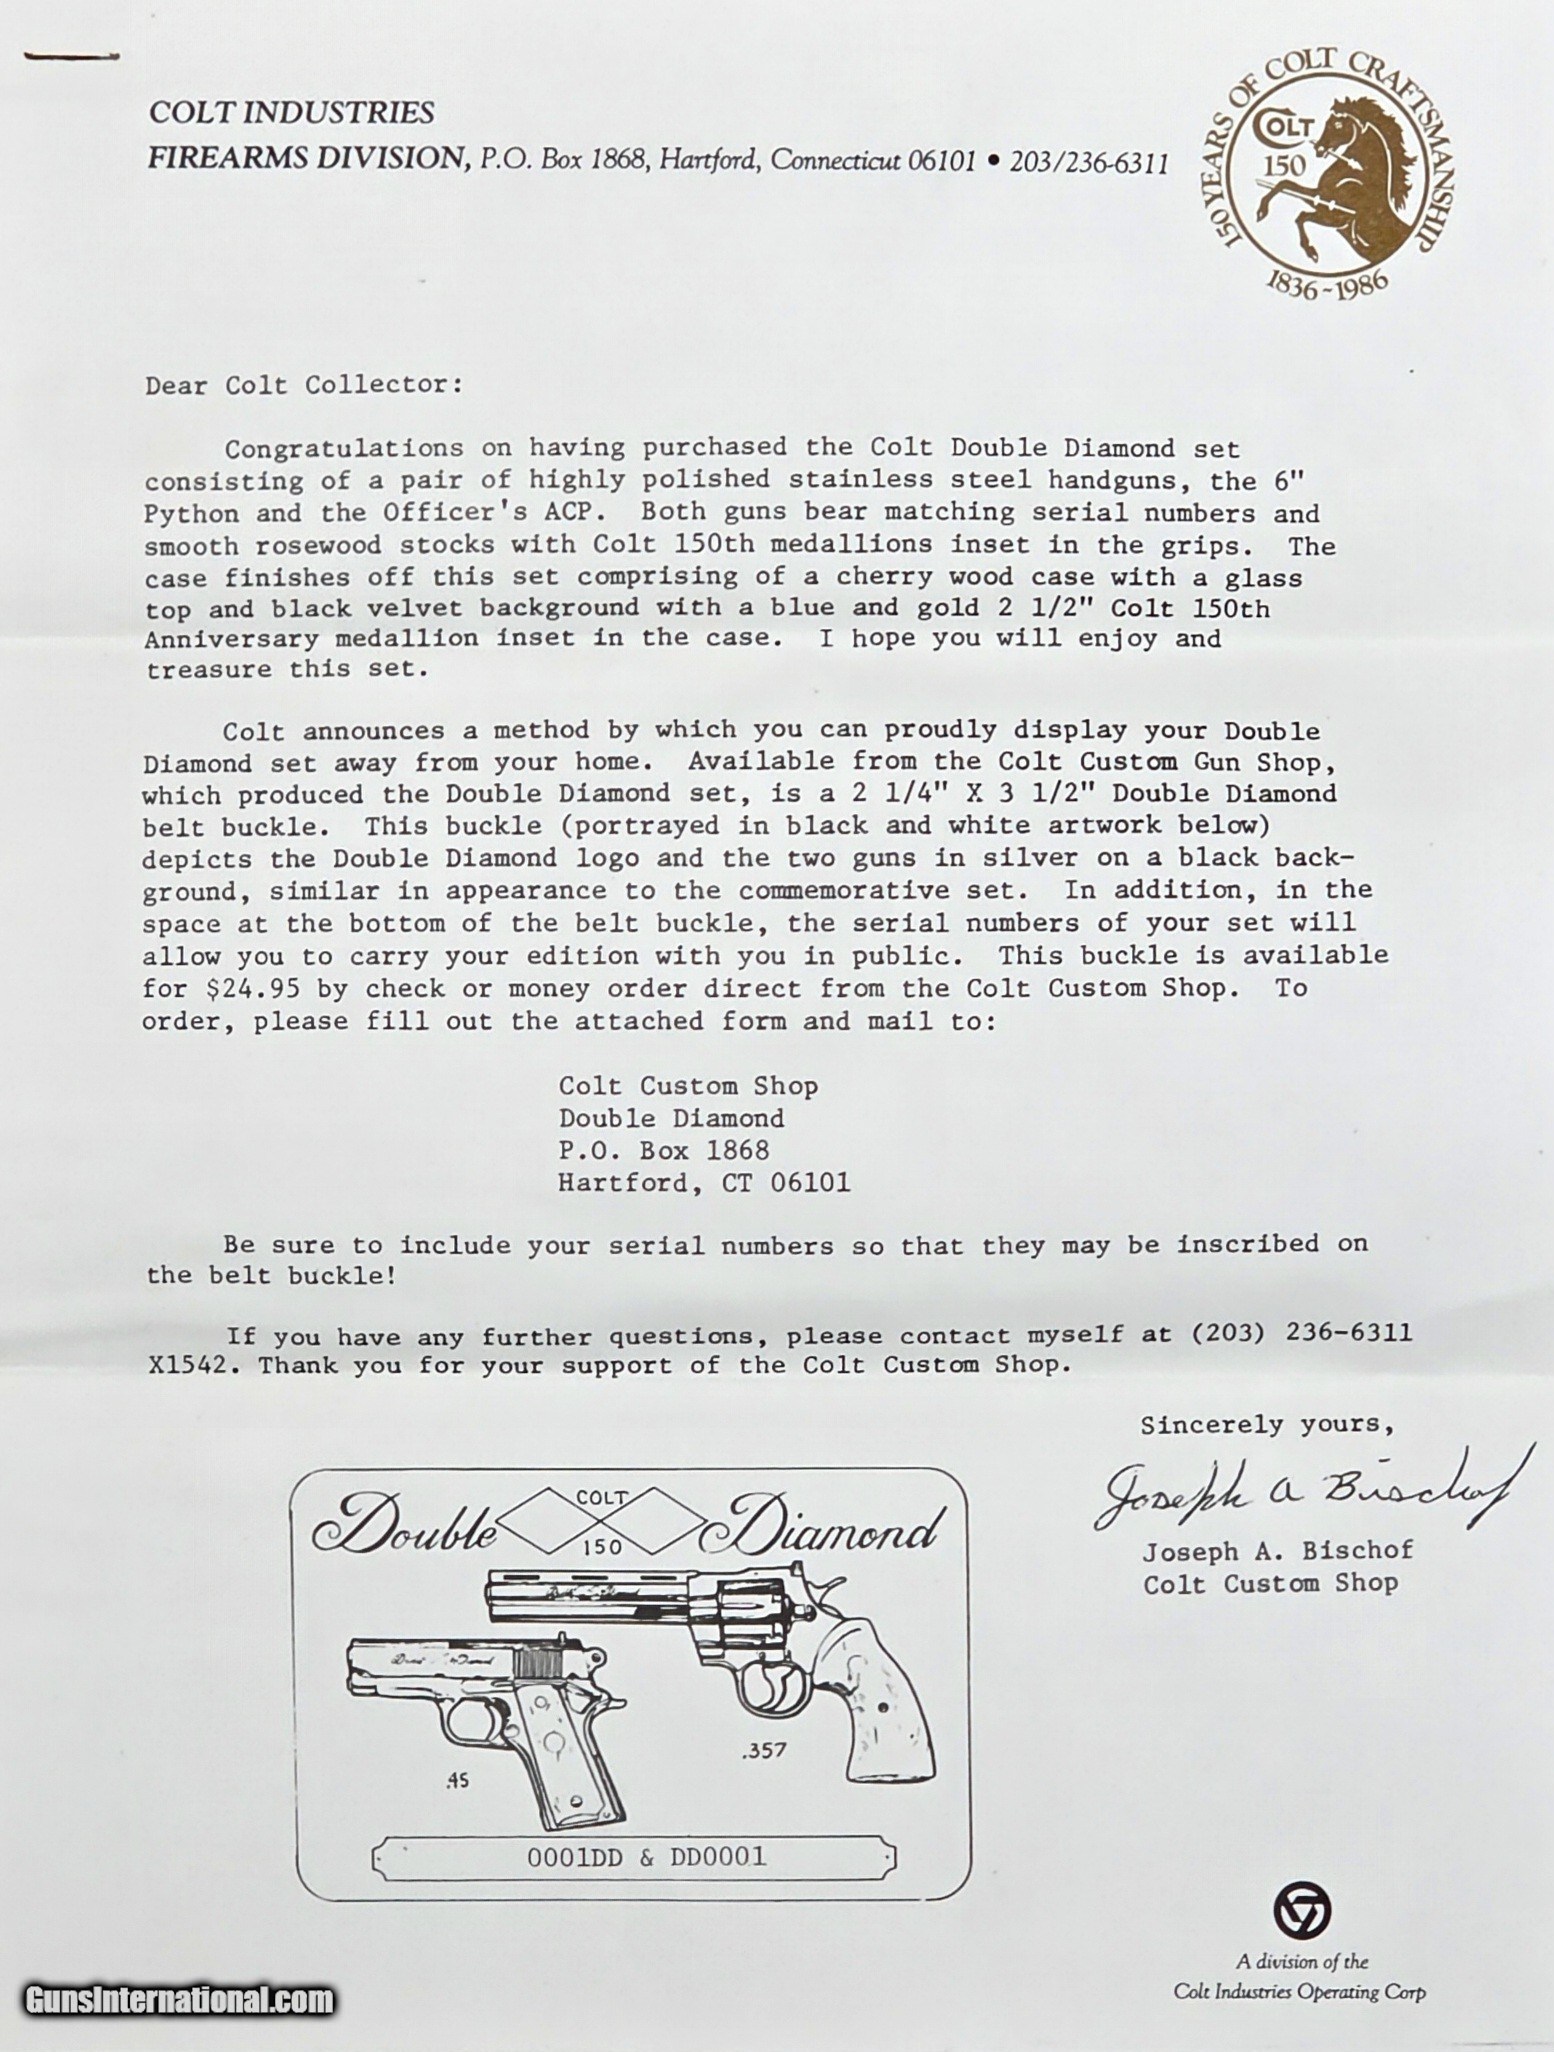 COLT INDUSTRIES
FIREARMS DIVISION, P.O. Box 1868, Hartford, Connecticut 06101 • 203/236-6311
150 YEARS OF COLT CRAFTSMANSHIP
COLT
150
1836-1986
Dear Colt Collector:
Congratulations on having purchased the Colt Double Diamond set
consisting of a pair of highly polished stainless steel handguns, the 6"
Python and the Officer's ACP. Both guns bear matching serial numbers and
smooth rosewood stocks with Colt 150th medallions inset in the grips. The
case finishes off this set comprising of a cherry wood case with a glass
top and black velvet background with a blue and gold 2 1/2" Colt 150th
Anniversary medallion inset in the case. I hope you will enjoy and
treasure this set.
Colt announces a method by which you can proudly display your Double
Diamond set away from your home. Available from the Colt Custom Gun Shop,
which produced the Double Diamond set, is a 2 1/4" X 3 1/2" Double Diamond
belt buckle. This buckle (portrayed in black and white artwork below)
depicts the Double Diamond logo and the two guns in silver on a black back-
ground, similar in appearance to the commemorative set. In addition, in the
space at the bottom of the belt buckle, the serial numbers of your set will
allow you to carry your edition with you in public. This buckle is available
for $24.95 by check or money order direct from the Colt Custom Shop. To
order, please fill out the attached form and mail to:
Colt Custom Shop
Double Diamond
P.O. Box 1868
Hartford, CT 06101
Be sure to include your serial numbers so that they may be inscribed on
the belt buckle!
If you have any further questions, please contact myself at (203) 236-6311
X1542. Thank you for your support of the Colt Custom Shop.
Sincerely yours,
Joseph A Bischof
Joseph A. Bischof
Colt Custom Shop
Double COLT 150 Diamond
.357
.45
0001DD & DD0001
A division of the
Colt Industries Operating Corp
GunsInternational.com